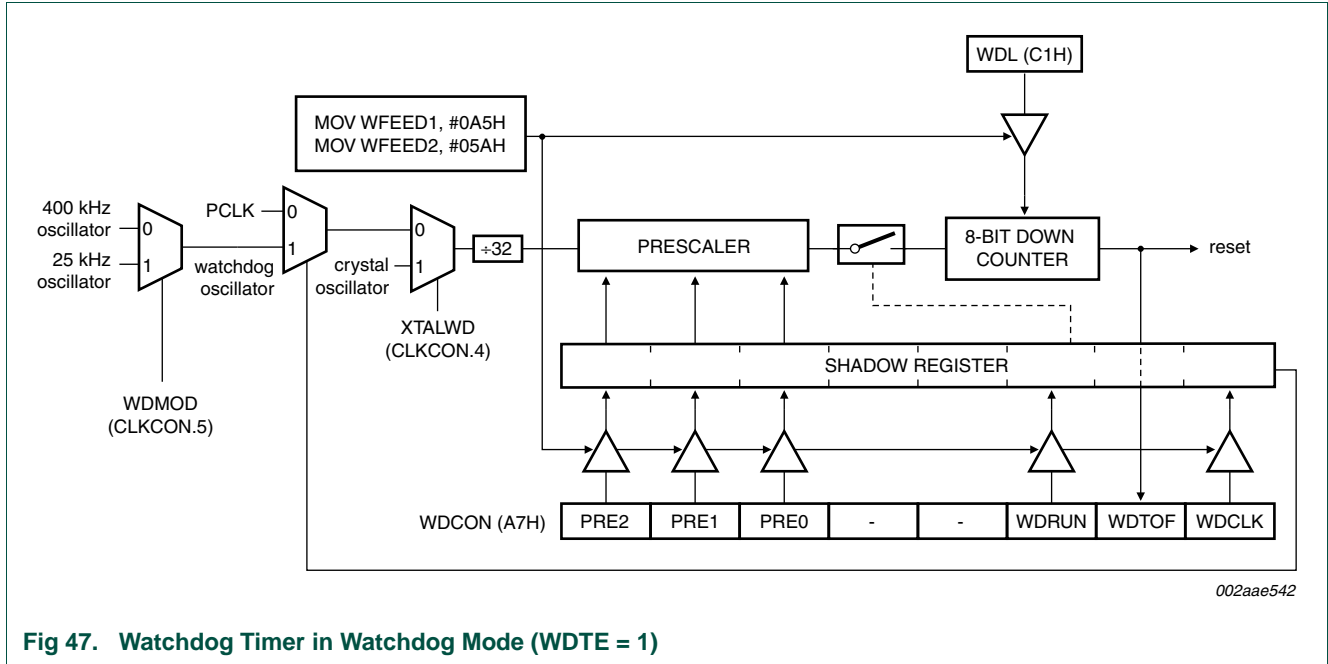 WDL (C1H)
MOV WFEED1, #0A5H
MOV WFEED2, #05AH
400 kHz
oscillator
25 kHz
oscillator
0
1
WDMOD
(CLKCON.5)
PCLK
0
1
watchdog
oscillator
0
1
crystal
oscillator
XTALWD
(CLKCON.4)
÷32
PRESCALER
8-BIT DOWN
COUNTER
reset
SHADOW REGISTER
WDCON (A7H) PRE2 PRE1 PRE0 - - WDRUN WDTOF WDCLK
002aae542
Fig 47. Watchdog Timer in Watchdog Mode (WDTE = 1)